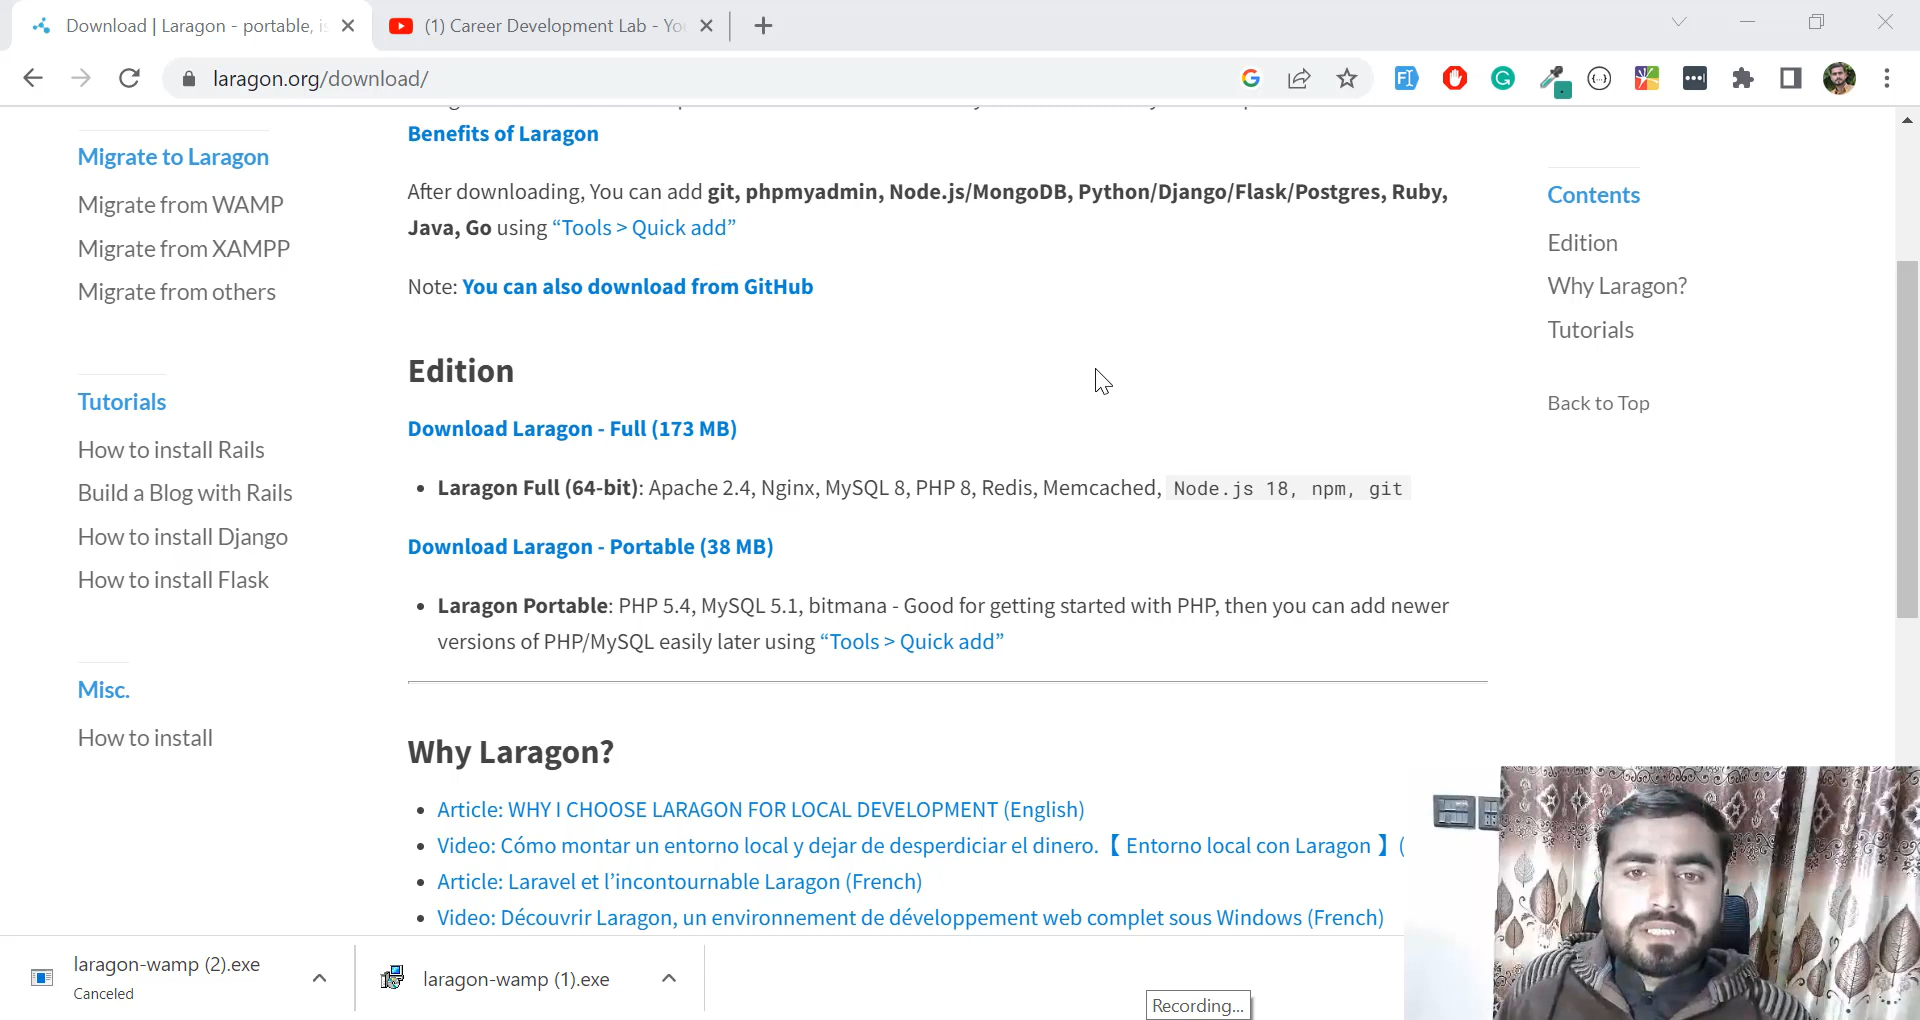 Download | Laragon - portable, is
(1) Career Development Lab - You
laragon.org/download/
Benefits of Laragon
After downloading, You can add git, phpmyadmin, Node.js/MongoDB, Python/Django/Flask/Postgres, Ruby,
Java, Go using “Tools > Quick add”
Note: You can also download from GitHub
Edition
Download Laragon - Full (173 MB)
• Laragon Full (64-bit): Apache 2.4, Nginx, MySQL 8, PHP 8, Redis, Memcached, Node.js 18, npm, git
Download Laragon - Portable (38 MB)
• Laragon Portable: PHP 5.4, MySQL 5.1, bitmana - Good for getting started with PHP, then you can add newer
versions of PHP/MySQL easily later using “Tools > Quick add”
Why Laragon?
• Article: WHY I CHOOSE LARAGON FOR LOCAL DEVELOPMENT (English)
• Video: Cómo montar un entorno local y dejar de desperdiciar el dinero.【 Entorno local con Laragon 】(
• Article: Laravel et l’incontournable Laragon (French)
• Video: Découvrir Laragon, un environnement de développement web complet sous Windows (French)
Migrate to Laragon
Migrate from WAMP
Migrate from XAMPP
Migrate from others
Tutorials
How to install Rails
Build a Blog with Rails
How to install Django
How to install Flask
Misc.
How to install
Contents
Edition
Why Laragon?
Tutorials
Back to Top
laragon-wamp (2).exe
Canceled
laragon-wamp (1).exe
Recording...